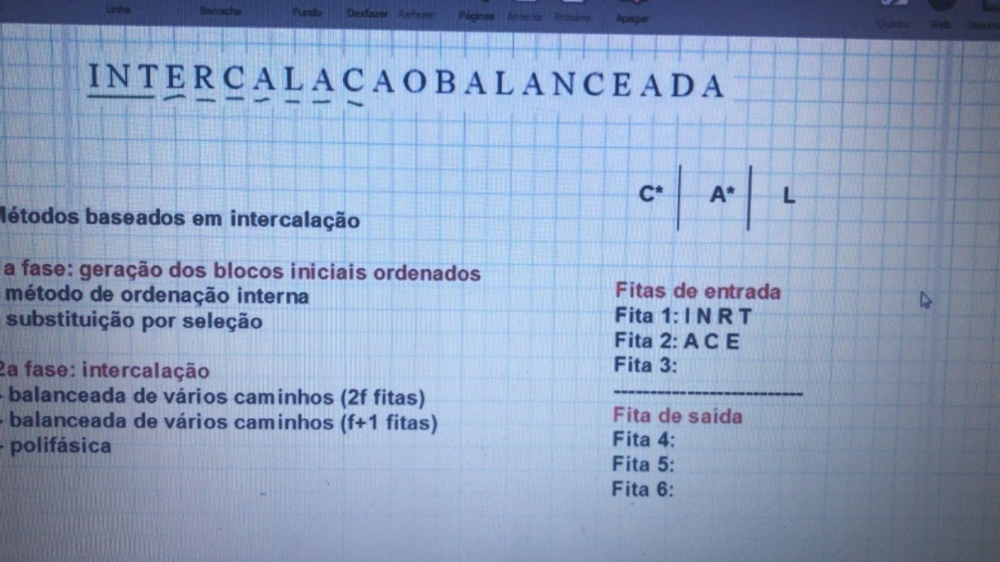 Linha Borracha Fundo Desfazer Refazer Páginas Anterior Próximo Apagar Quadro Web
INTERCALACAOBALANCEADA
C* A* L
Métodos baseados em intercalação
a fase: geração dos blocos iniciais ordenados
método de ordenação interna
substituição por seleção
2a fase: intercalação
- balanceada de vários caminhos (2f fitas)
- balanceada de vários caminhos (f+1 fitas)
- polifásica
Fitas de entrada
Fita 1: I N R T
Fita 2: A C E
Fita 3:
--------------------------
Fita de saída
Fita 4:
Fita 5:
Fita 6: